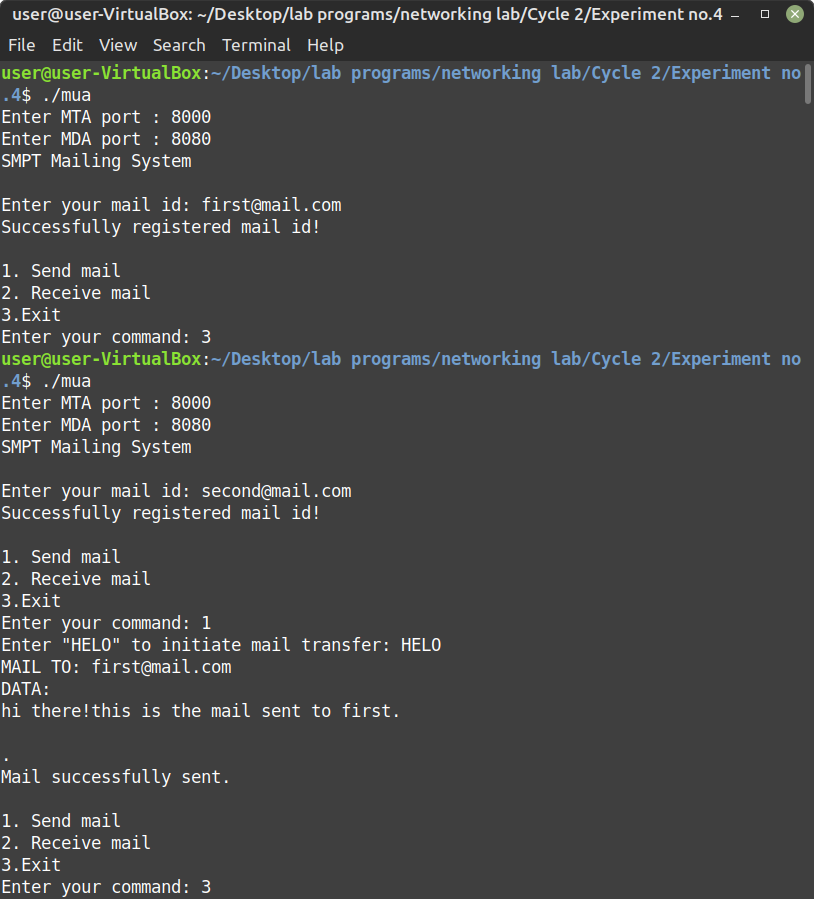 user@user-VirtualBox: ~/Desktop/lab programs/networking lab/Cycle 2/Experiment no.4
File Edit View Search Terminal Help
user@user-VirtualBox:~/Desktop/lab programs/networking lab/Cycle 2/Experiment no
.4$ ./mua
Enter MTA port : 8000
Enter MDA port : 8080
SMPT Mailing System
Enter your mail id: first@mail.com
Successfully registered mail id!
1. Send mail
2. Receive mail
3.Exit
Enter your command: 3
user@user-VirtualBox:~/Desktop/lab programs/networking lab/Cycle 2/Experiment no
.4$ ./mua
Enter MTA port : 8000
Enter MDA port : 8080
SMPT Mailing System
Enter your mail id: second@mail.com
Successfully registered mail id!
1. Send mail
2. Receive mail
3.Exit
Enter your command: 1
Enter "HELO" to initiate mail transfer: HELO
MAIL TO: first@mail.com
DATA:
hi there!this is the mail sent to first.
.
Mail successfully sent.
1. Send mail
2. Receive mail
3.Exit
Enter your command: 3